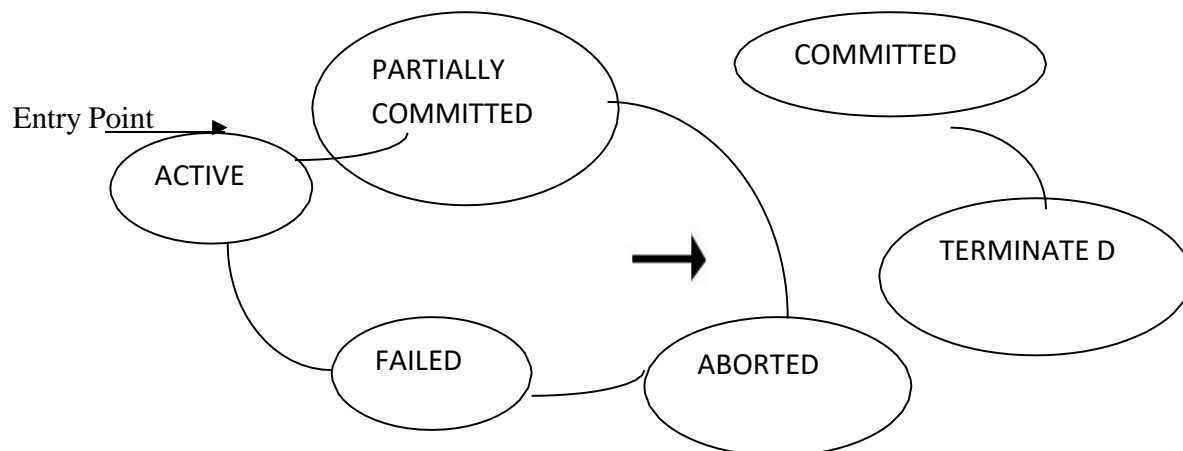 Entry Point
ACTIVE
PARTIALLY
COMMITTED
COMMITTED
TERMINATE D
FAILED
ABORTED